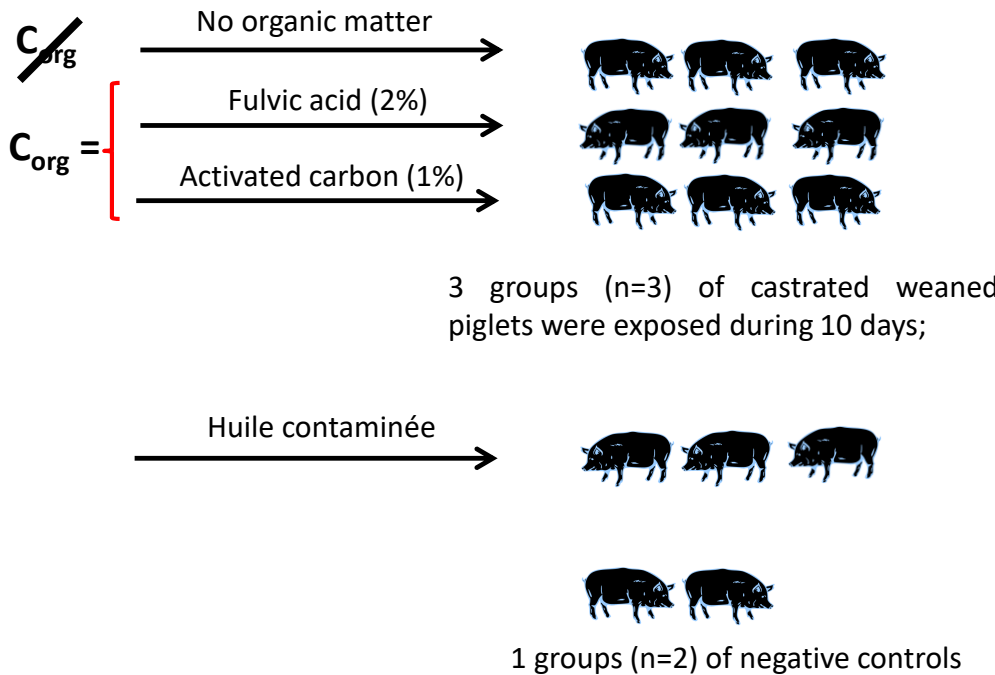 No organic matter
Corg
Fulvic acid (2%)
Corg =
Activated carbon (1%)
3 groups (n=3) of castrated weaned
piglets were exposed during 10 days;
Huile contaminée
1 groups (n=2) of negative controls